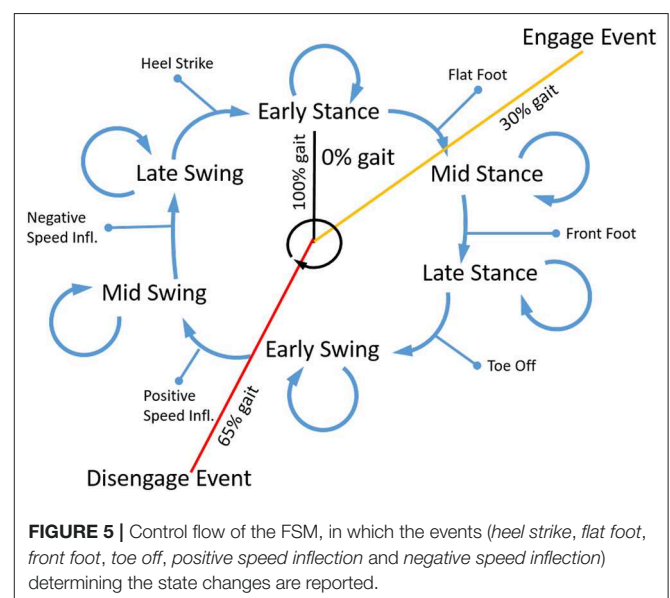 Engage Event
Heel Strike
Flat Foot
Early Stance
30% gait
100% gait
0% gait
Late Swing
Mid Stance
Negative
Speed Infl.
Front Foot
Late Stance
Mid Swing
Early Swing
Toe Off
Positive
Speed Infl.
65% gait
Disengage Event
FIGURE 5 | Control flow of the FSM, in which the events (heel strike, flat foot,
front foot, toe off, positive speed inflection and negative speed inflection)
determining the state changes are reported.